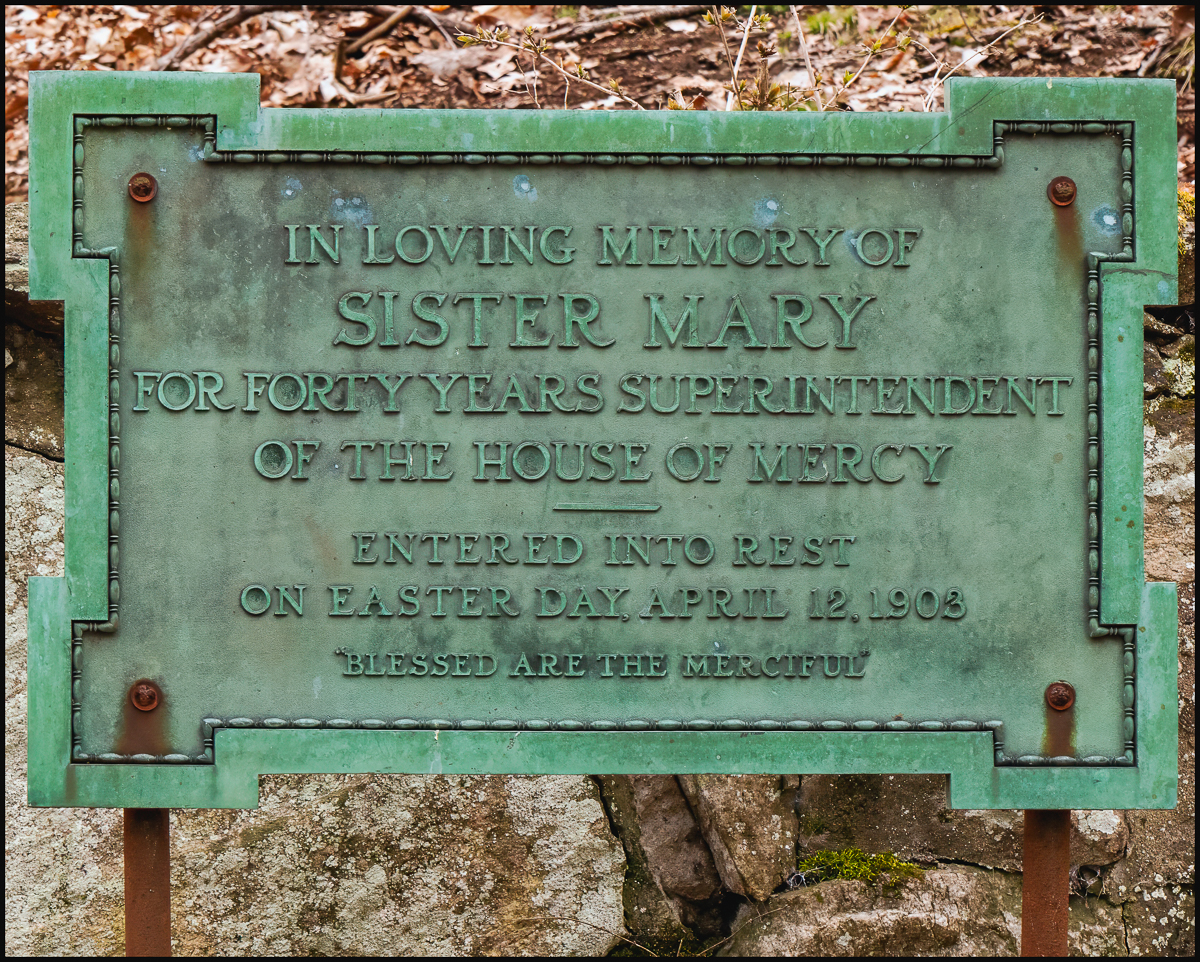 IN LOVING MEMORY OF
SISTER MARY
FOR FORTY YEARS SUPERINTENDENT
OF THE HOUSE OF MERCY
ENTERED INTO REST
ON EASTER DAY, APRIL 12, 1903
"BLESSED ARE THE MERCIFUL"